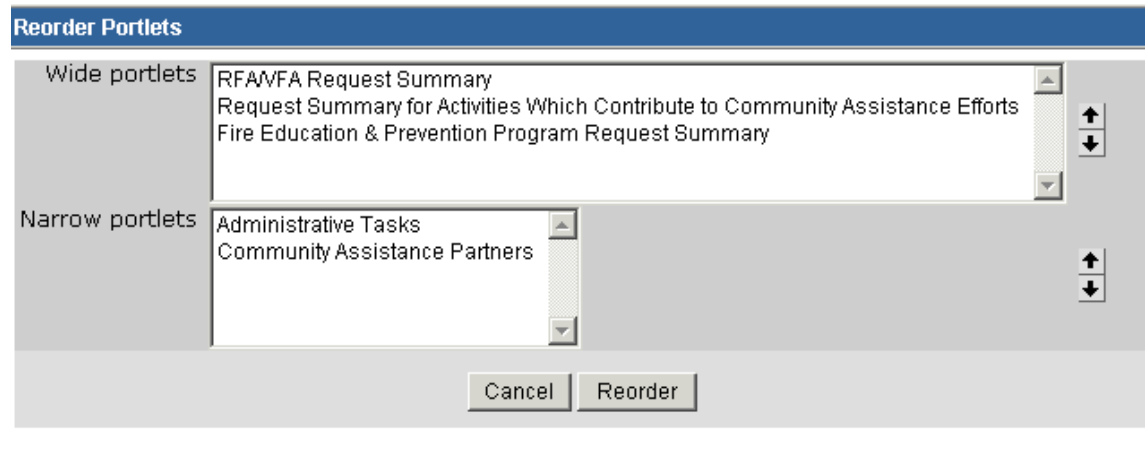 Reorder Portlets
Wide portlets
RFA/VFA Request Summary
Request Summary for Activities Which Contribute to Community Assistance Efforts
Fire Education & Prevention Program Request Summary
Narrow portlets
Administrative Tasks
Community Assistance Partners
Cancel Reorder